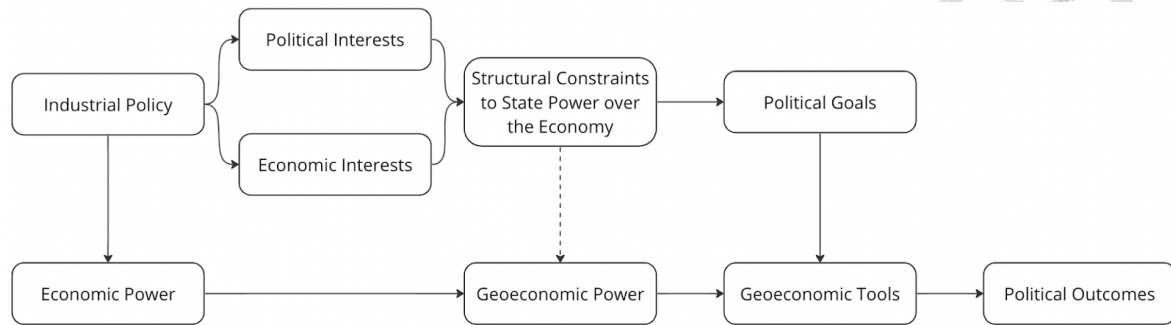 Political Interests
Industrial Policy
Structural Constraints
to State Power over
the Economy
Political Goals
Economic Interests
Economic Power
Geoeconomic Power
Geoeconomic Tools
Political Outcomes